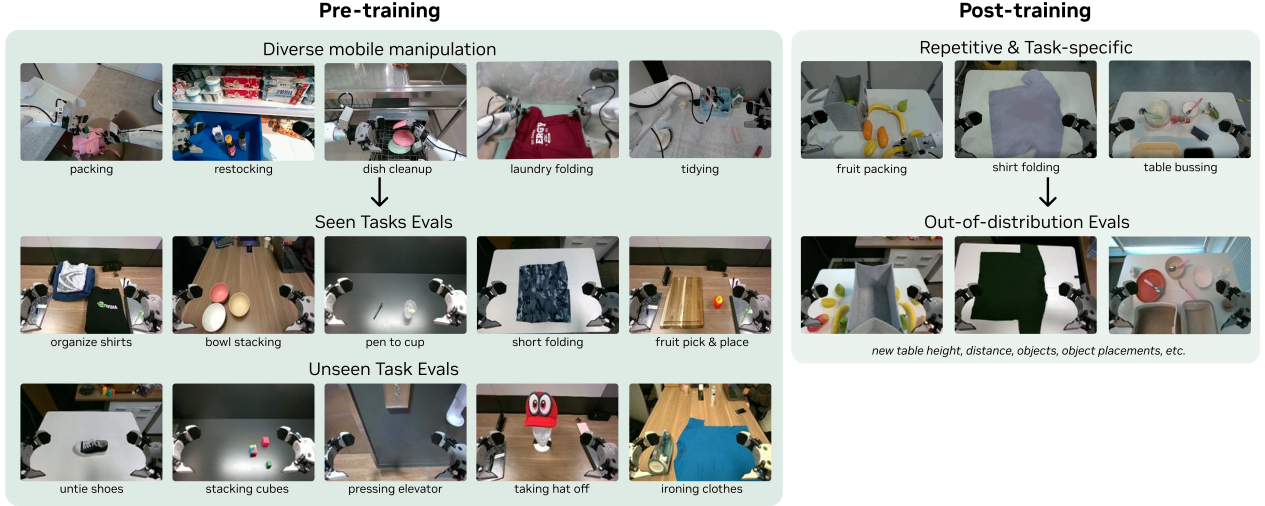 Pre-training
Diverse mobile manipulation
packing
restocking
dish cleanup
laundry folding
tidying
Seen Tasks Evals
organize shirts
bowl stacking
pen to cup
short folding
fruit pick & place
Unseen Task Evals
untie shoes
stacking cubes
pressing elevator
taking hat off
ironing clothes
Post-training
Repetitive & Task-specific
fruit packing
shirt folding
table bussing
Out-of-distribution Evals
new table height, distance, objects, object placements, etc.